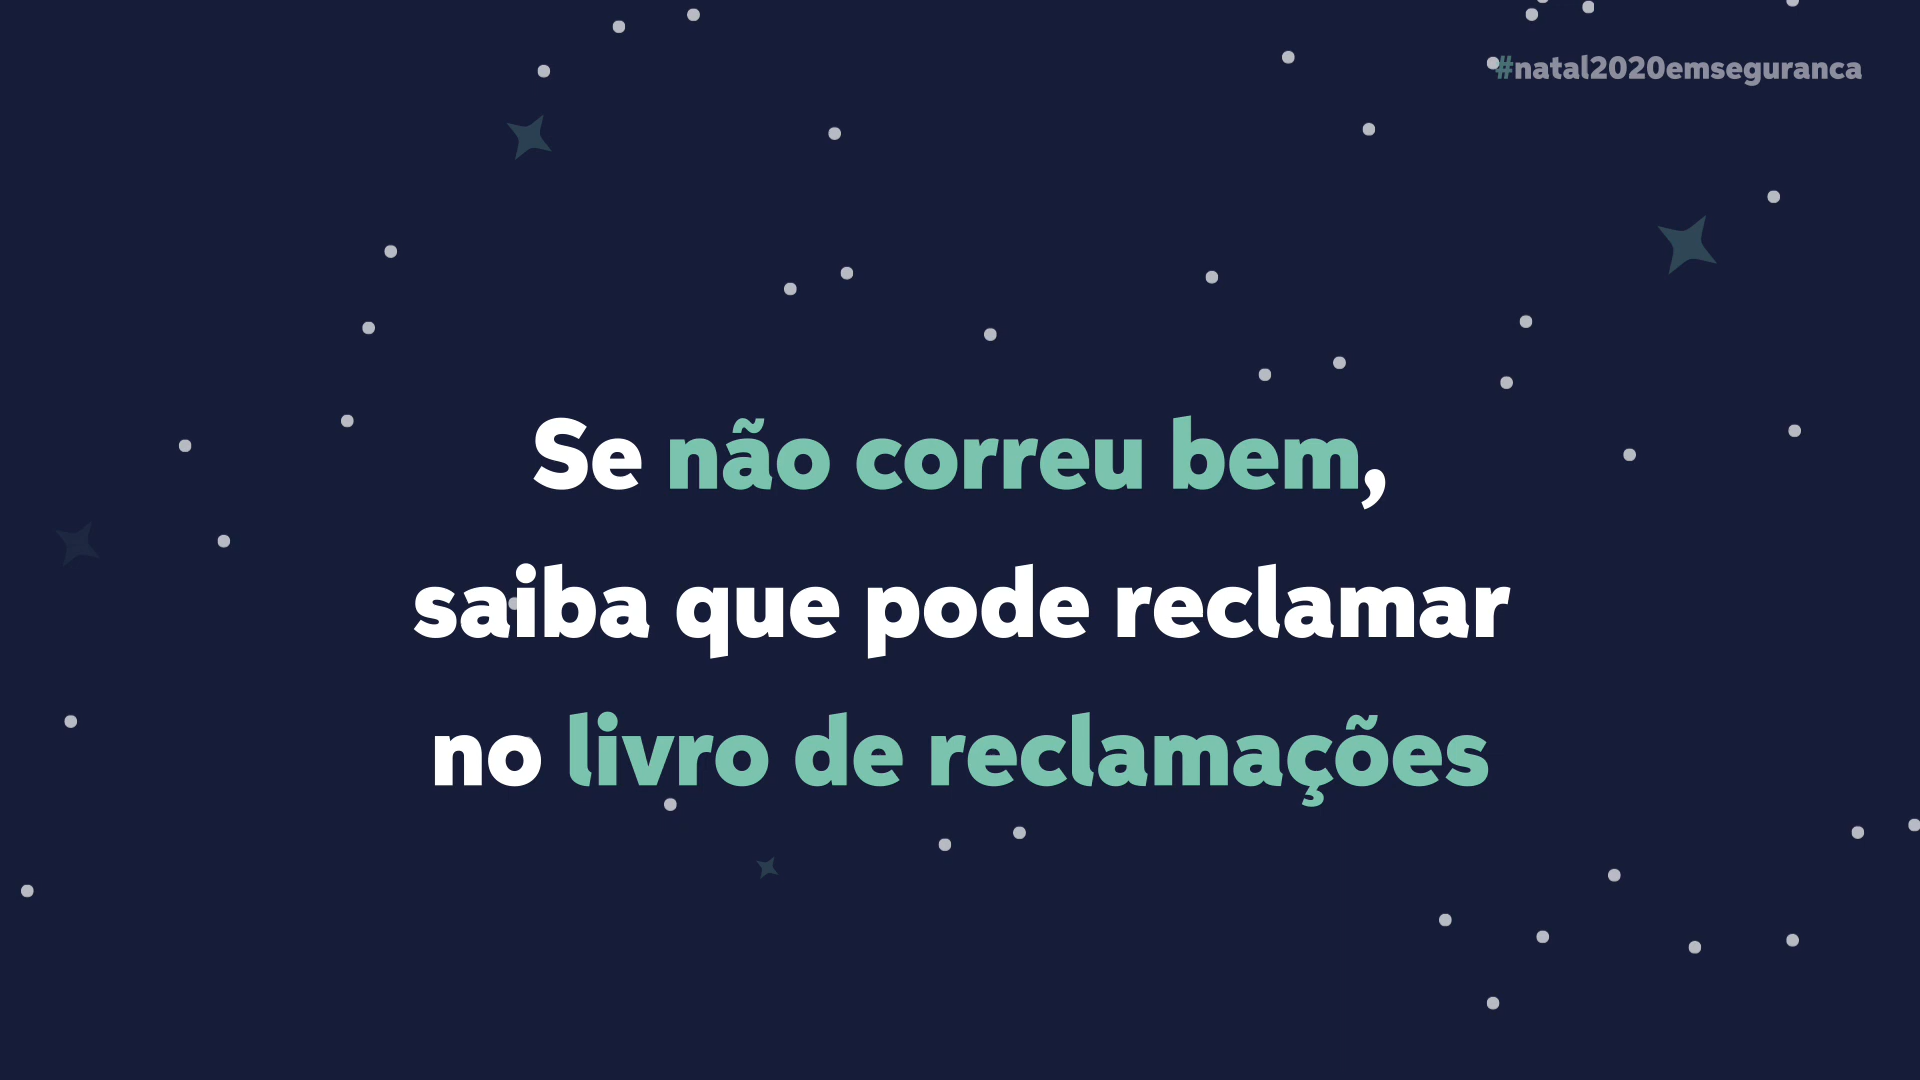 #natal2020emseguranca
Se não correu bem,
saiba que pode reclamar
no livro de reclamações